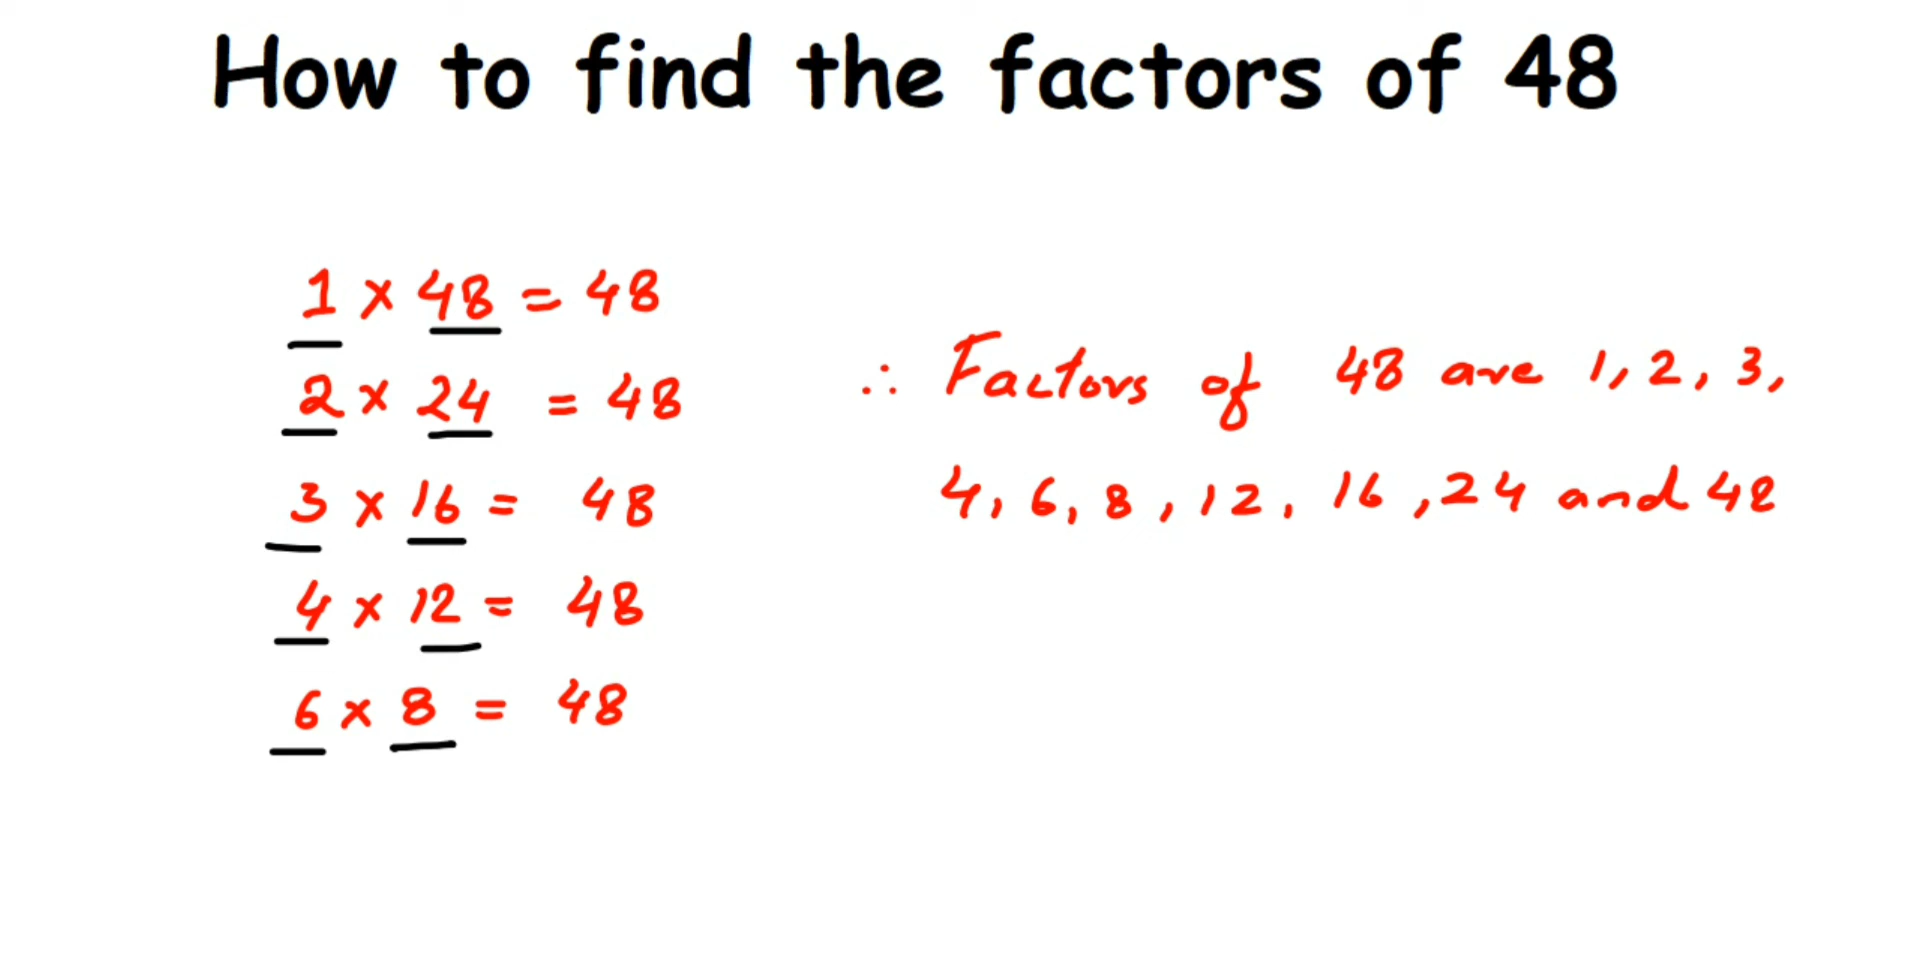 How to find the factors of 48
1 × 48 = 48
2 × 24 = 48
3 × 16 = 48
4 × 12 = 48
6 × 8 = 48
∴ Factors of 48 are 1, 2, 3,
4, 6, 8, 12, 16, 24 and 48